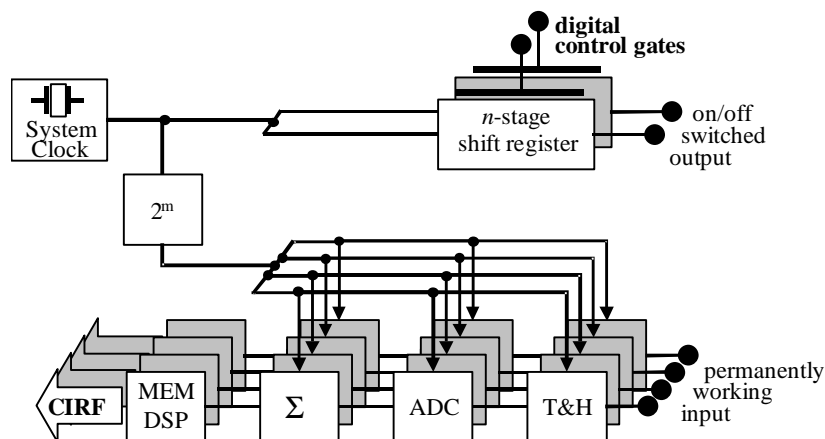 digital
control gates
System
Clock
n-stage
shift register
on/off
switched
output
2m
CIRF
MEM
DSP
Σ
ADC
T&H
permanently
working
input